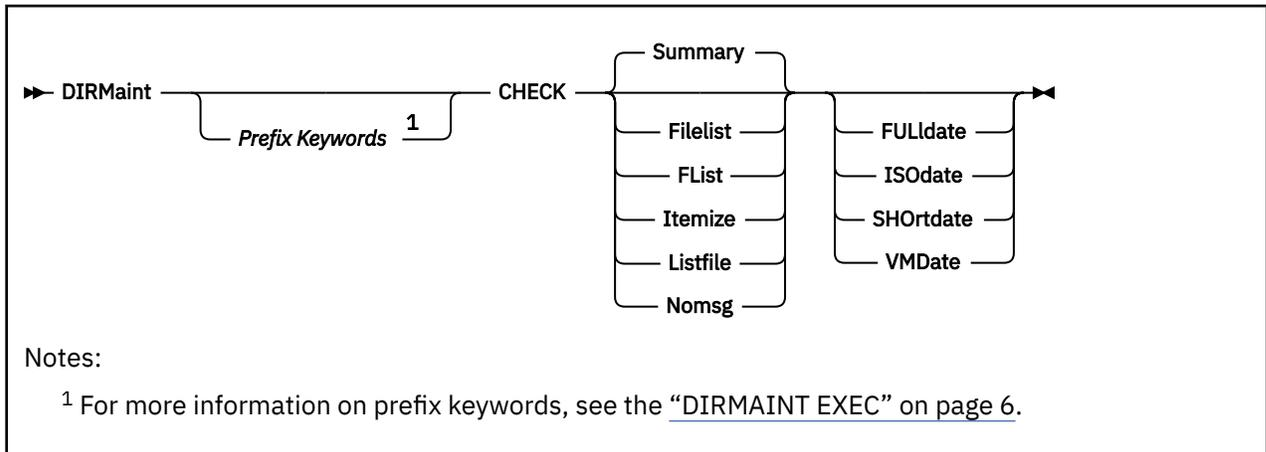 Summary
DIRMaint CHECK
Prefix Keywords 1
Filelist FULldate
FList ISOdate
Itemize SHOrtdate
Listfile VMDate
Nomsg
Notes:
1 For more information on prefix keywords, see the “DIRMAINT EXEC” on page 6.